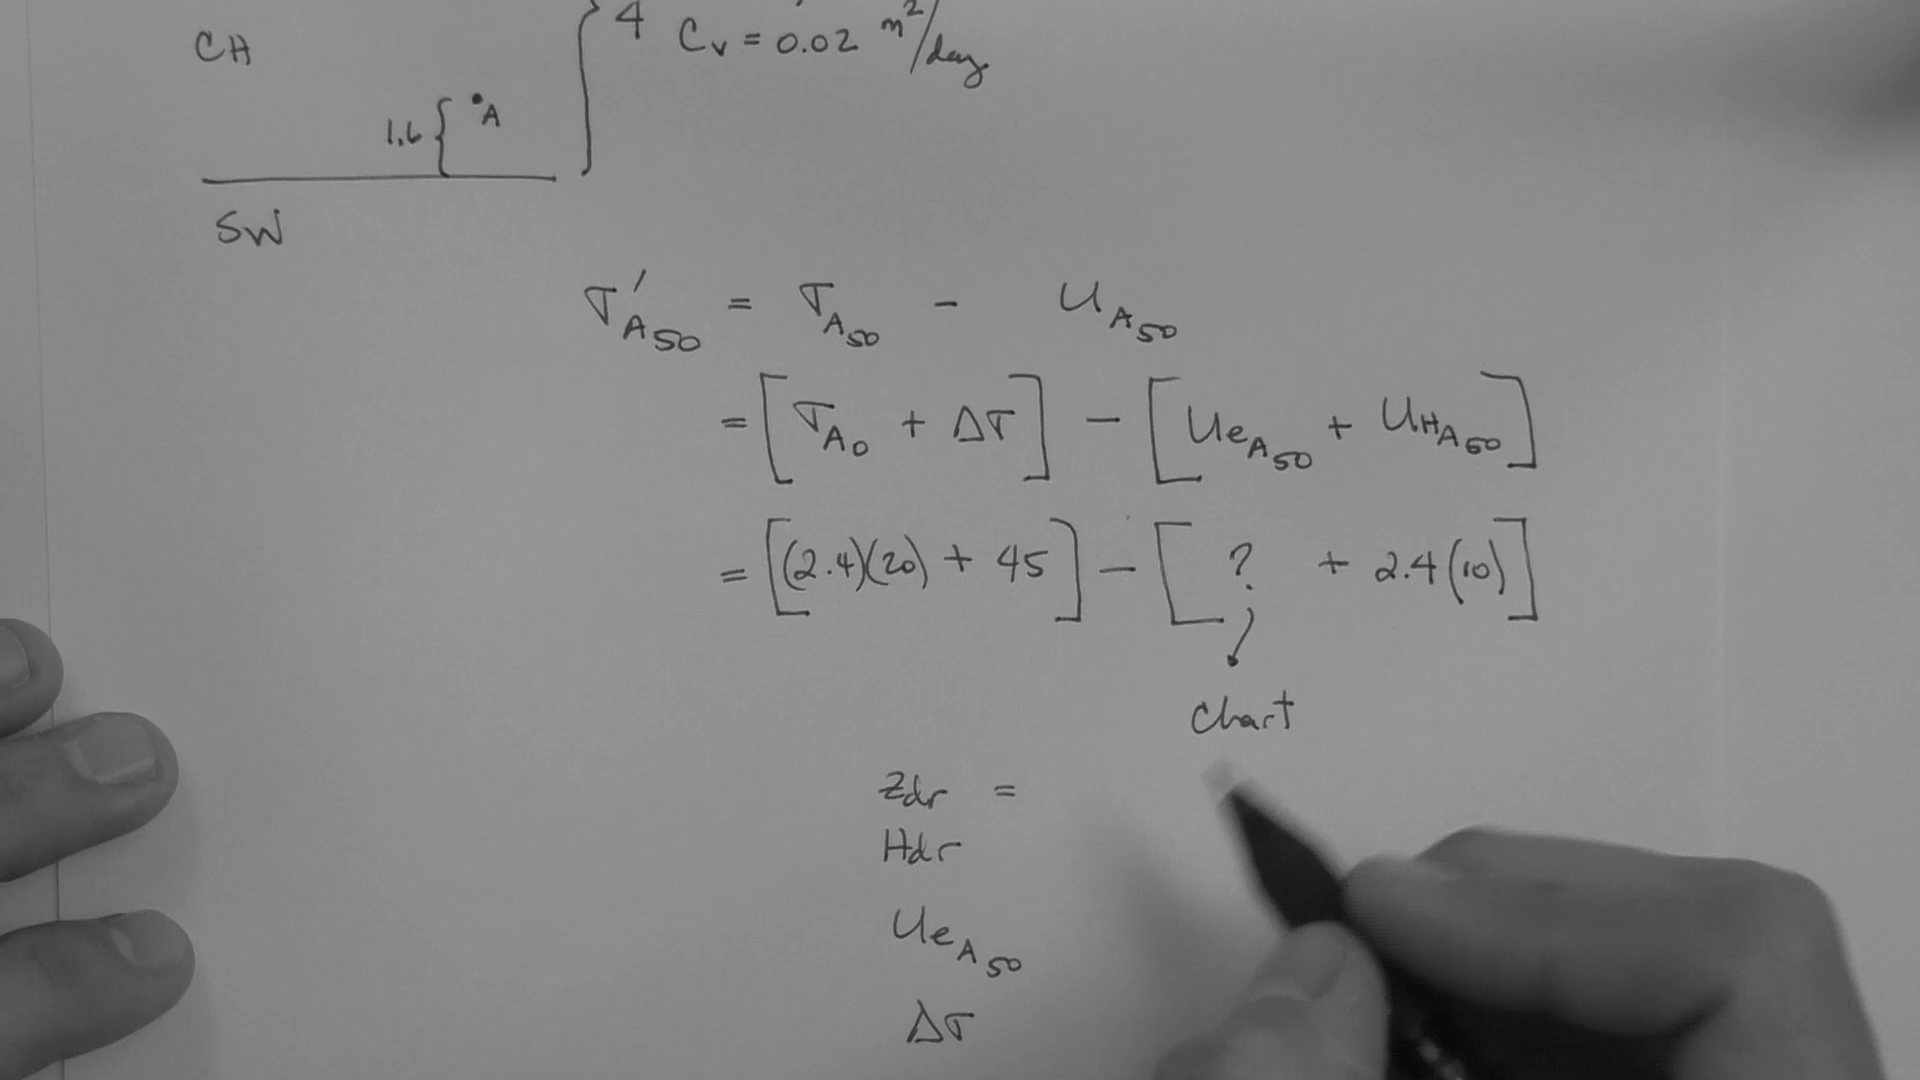 CH
4 Cv = 0.02 m²/day
1.6 { •A
SW
σ'A50 = σA50 - UA50
= [σA0 + Δσ] - [UeA50 + UHA50]
= [(2.4)(20) + 45] - [ ? + 2.4(10)]
Chart
Zdr =
Hdr
UeA50
Δσ